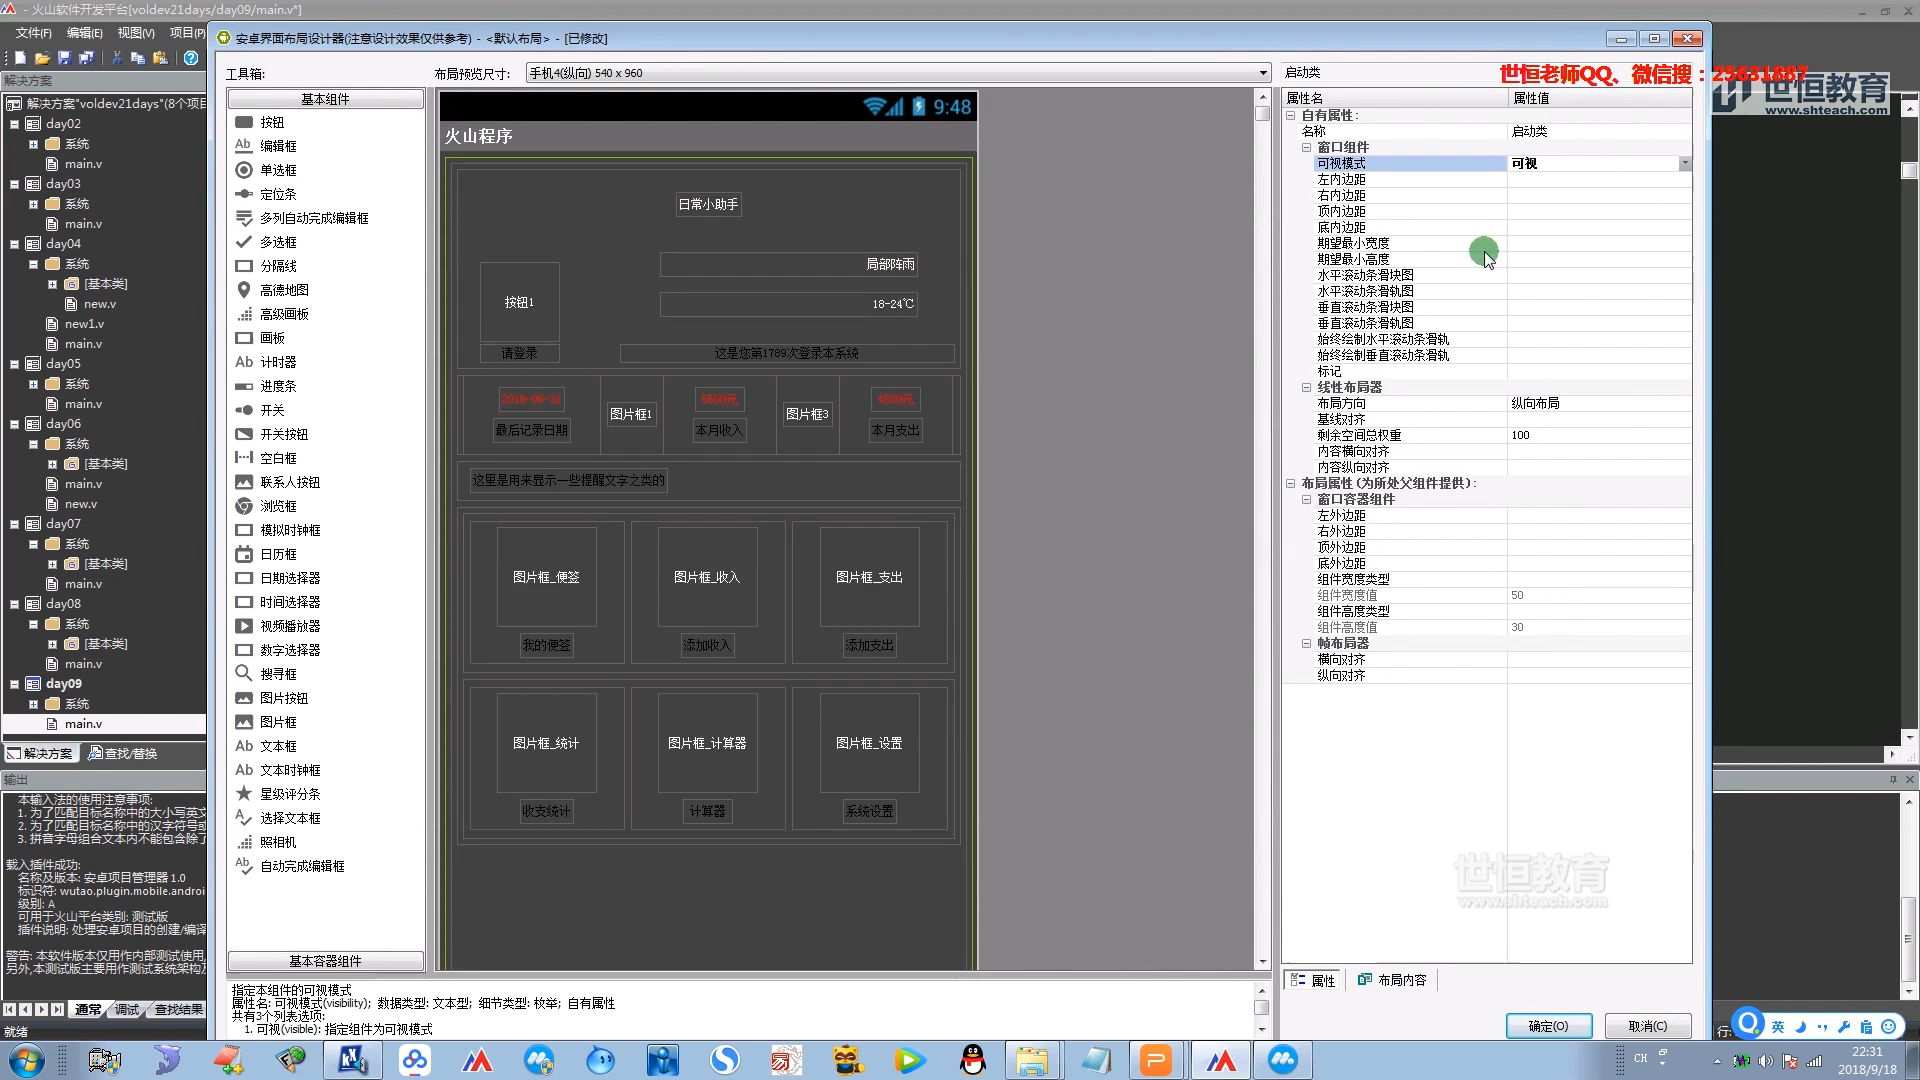 - 火山软件开发平台[voldev21days/day09/main.v*]
文件(F) 编辑(E) 视图(V) 项目(P)
解决方案
解决方案"voldev21days"(8个项目
day02
系统
main.v
day03
系统
main.v
day04
系统
[基本类]
new.v
new1.v
main.v
day05
系统
main.v
day06
系统
[基本类]
main.v
new.v
day07
系统
[基本类]
main.v
day08
系统
[基本类]
main.v
day09
系统
main.v
解决方案 查找/替换
输出
本输入法的使用注意事项:
1. 为了匹配目标名称中的大小写英文
2. 为了匹配目标名称中的汉字符号或
3. 拼音字母组合文本内不能包含除了
载入插件成功:
名称及版本: 安卓项目管理器1.0
标识符: wutao.plugin.mobile.androi
级别: A
可用于火山平台类别: 测试版
插件说明: 处理安卓项目的创建/编译
警告: 本软件版本仅用作内部测试使用,
另外,本测试版主要用作测试系统架构及
通常 调试 查找结果
就绪
安卓界面布局设计器(注意设计效果仅供参考) - <默认布局> - [已修改]
工具箱:
布局预览尺寸: 手机4(纵向) 540 x 960
基本组件
按钮
编辑框
单选框
定位条
多列自动完成编辑框
多选框
分隔线
高德地图
高级画板
画板
计时器
进度条
开关
开关按钮
空白框
联系人按钮
浏览框
模拟时钟框
日历框
日期选择器
时间选择器
视频播放器
数字选择器
搜寻框
图片按钮
图片框
文本框
文本时钟框
星级评分条
选择文本框
照相机
自动完成编辑框
基本容器组件
9:48
火山程序
日常小助手
局部阵雨
按钮1
18-24℃
请登录
这是您第1789次登录本系统
2018-08-31
最后记录日期
图片框1
5600元
本月收入
图片框3
4500元
本月支出
这里是用来显示一些提醒文字之类的
图片框_便签 图片框_收入 图片框_支出
我的便签 添加收入 添加支出
图片框_统计 图片框_计算器 图片框_设置
收支统计 计算器 系统设置
指定本组件的可视模式
属性名: 可视模式(visibility); 数据类型: 文本型; 细节类型: 枚举; 自有属性
共有3个列表选项:
1. 可视(visible): 指定组件为可视模式
启动类
世恒老师QQ、微信搜：25631887
世恒教育
www.shteach.com
属性名 属性值
自有属性:
名称 启动类
窗口组件
可视模式 可视
左内边距
右内边距
顶内边距
底内边距
期望最小宽度
期望最小高度
水平滚动条滑块图
水平滚动条滑轨图
垂直滚动条滑块图
垂直滚动条滑轨图
始终绘制水平滚动条滑轨
始终绘制垂直滚动条滑轨
标记
线性布局器
布局方向 纵向布局
基线对齐
剩余空间总权重 100
内容横向对齐
内容纵向对齐
布局属性(为所处父组件提供):
窗口容器组件
左外边距
右外边距
顶外边距
底外边距
组件宽度类型
组件宽度值 50
组件高度类型
组件高度值 30
帧布局器
横向对齐
纵向对齐
世恒教育
www.shteach.com
属性 布局内容
确定(O) 取消(C)
行:
英
CH
22:31
2018/9/18